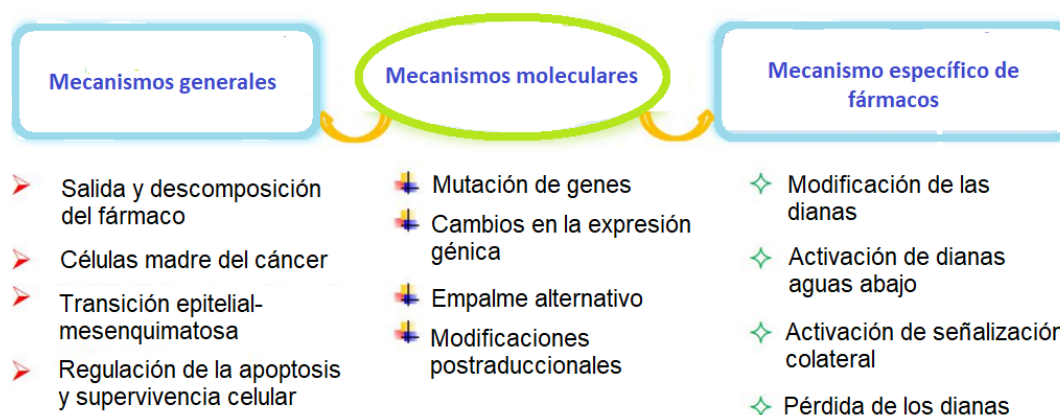 Mecanismos generales
Salida y descomposición
del fármaco
Células madre del cáncer
Transición epitelial-
mesenquimatosa
Regulación de la apoptosis
y supervivencia celular
Mecanismos moleculares
Mutación de genes
Cambios en la expresión
génica
Empalme alternativo
Modificaciones
postraduccionales
Mecanismo específico de
fármacos
Modificación de las
dianas
Activación de dianas
aguas abajo
Activación de señalización
colateral
Pérdida de los dianas